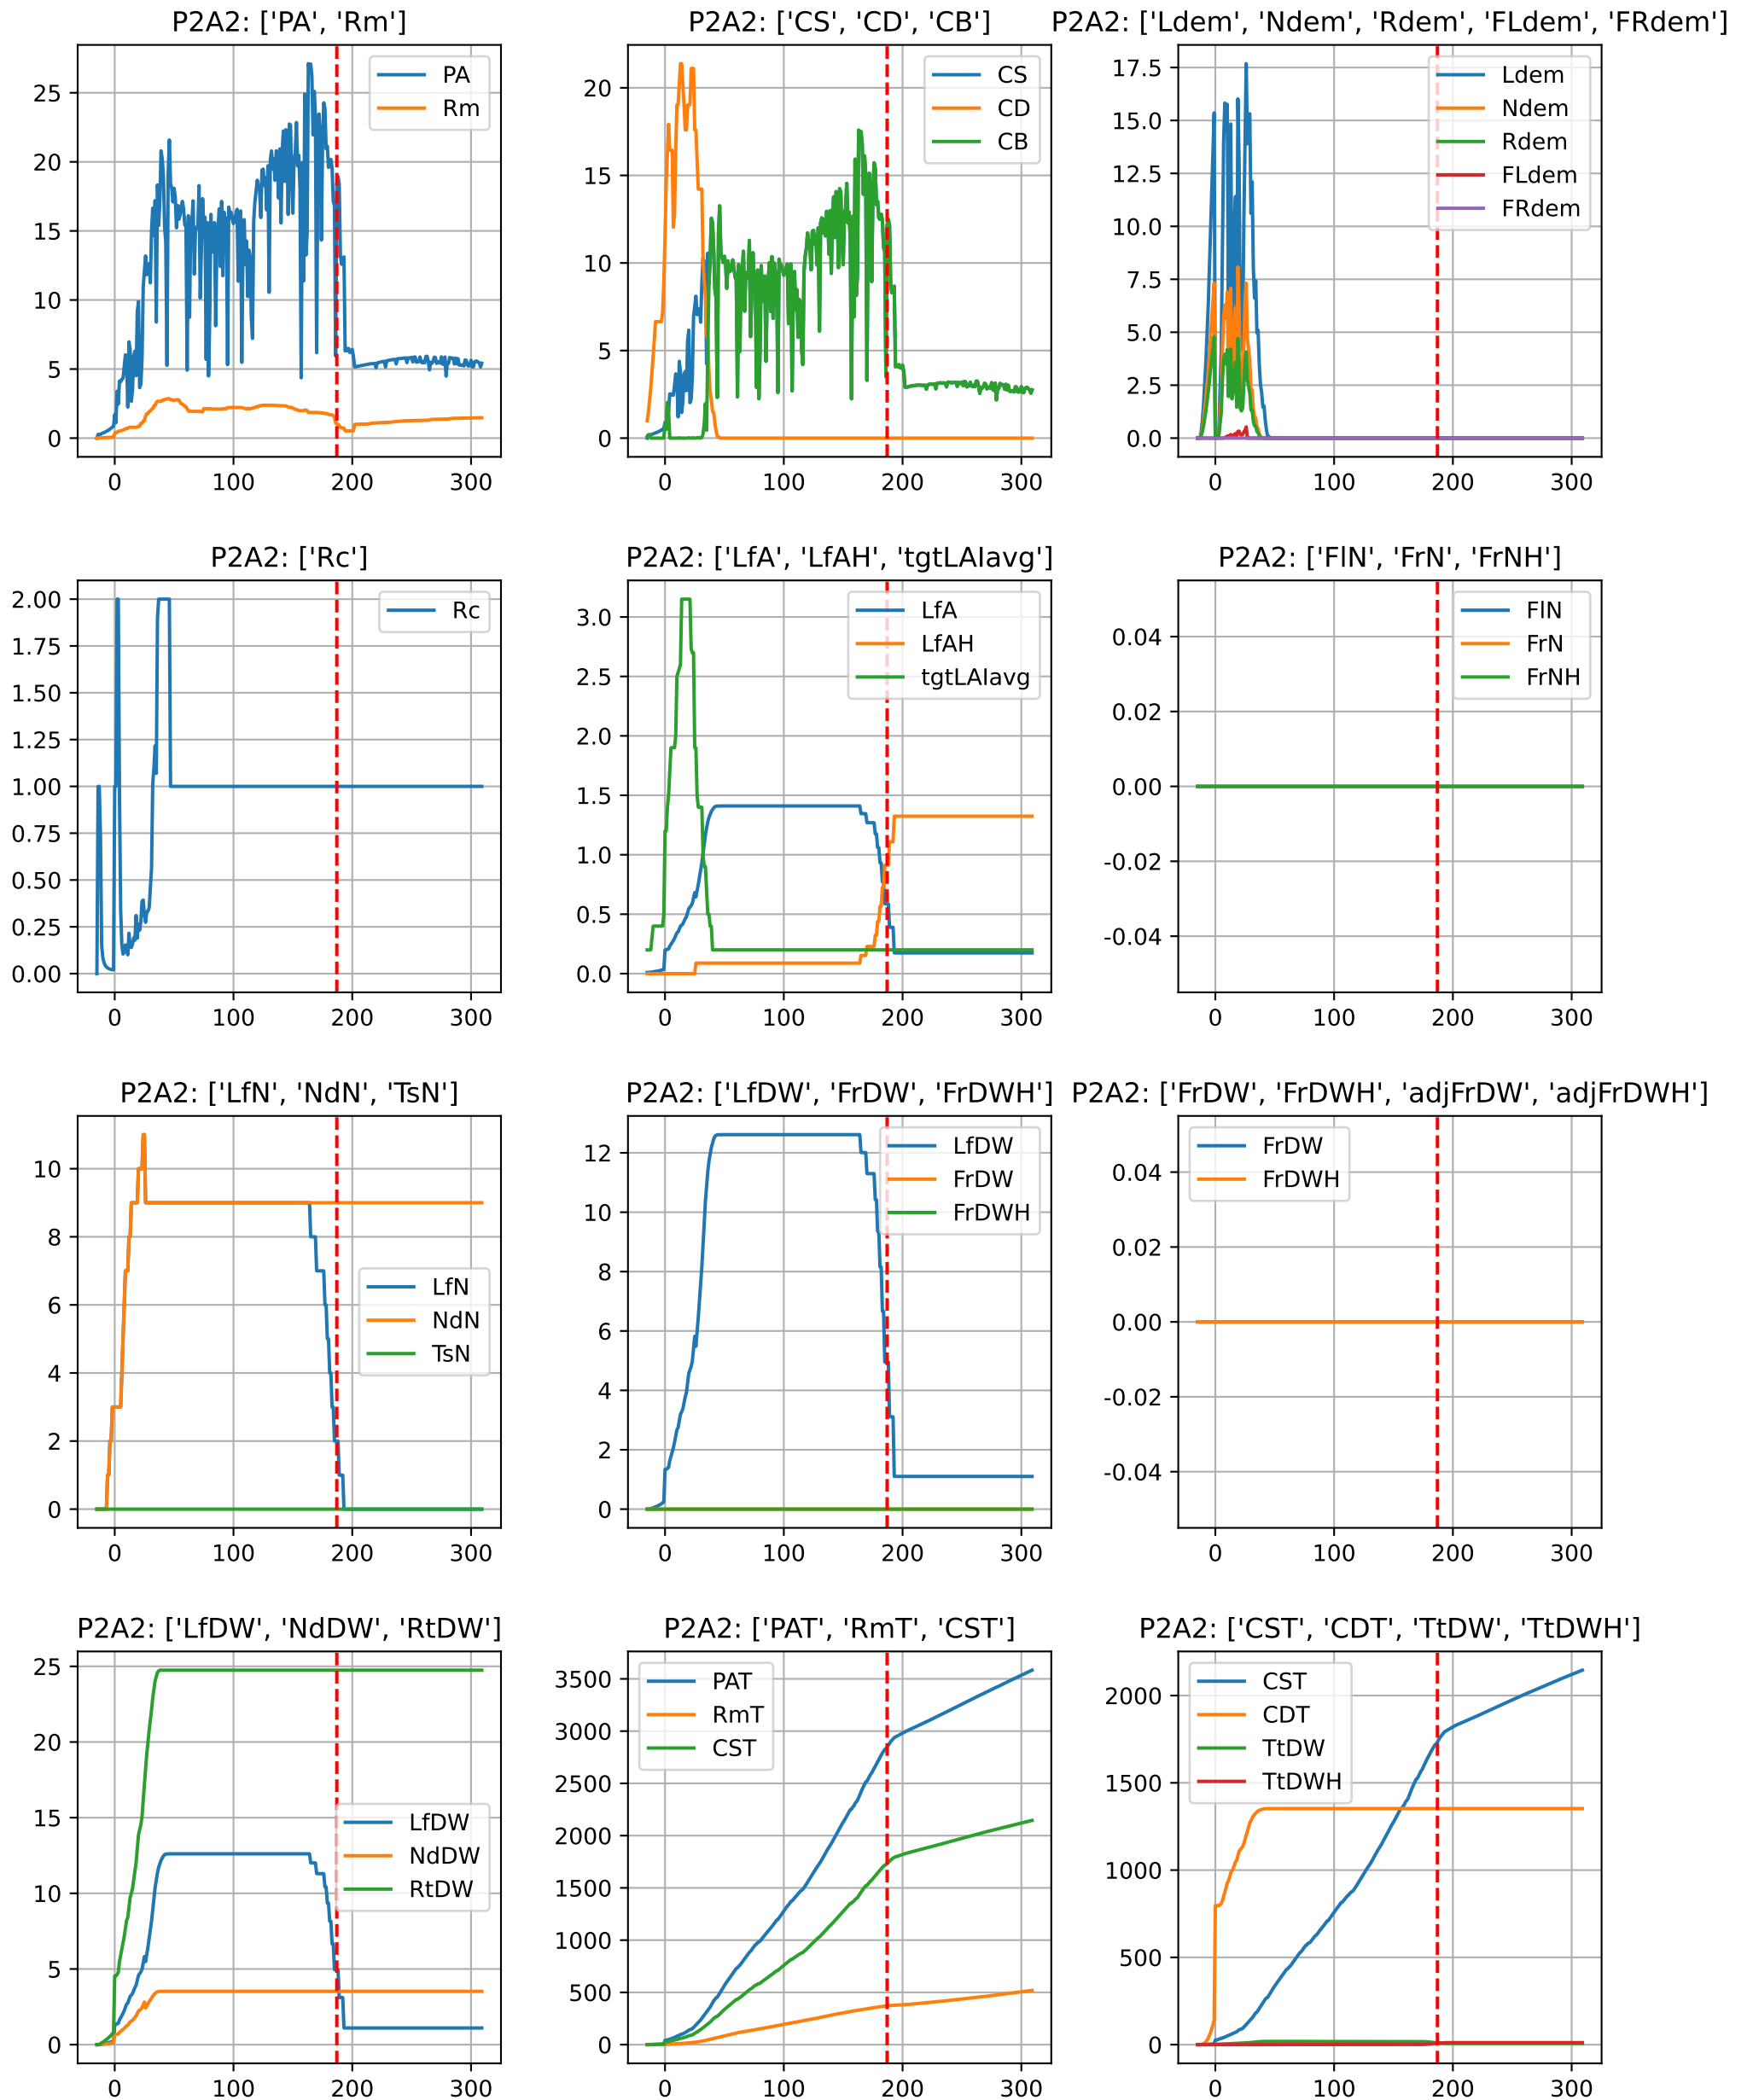 P2A2: ['PA', 'Rm']
25
20
15
10
5
0
0 100 200 300
PA
Rm
P2A2: ['CS', 'CD', 'CB']
20
15
10
5
0
0 100 200 300
CS
CD
CB
P2A2: ['Ldem', 'Ndem', 'Rdem', 'FLdem', 'FRdem']
17.5
15.0
12.5
10.0
7.5
5.0
2.5
0.0
0 100 200 300
Ldem
Ndem
Rdem
FLdem
FRdem
P2A2: ['Rc']
2.00
1.75
1.50
1.25
1.00
0.75
0.50
0.25
0.00
0 100 200 300
Rc
P2A2: ['LfA', 'LfAH', 'tgtLAIavg']
3.0
2.5
2.0
1.5
1.0
0.5
0.0
0 100 200 300
LfA
LfAH
tgtLAIavg
P2A2: ['FlN', 'FrN', 'FrNH']
0.04
0.02
0.00
-0.02
-0.04
0 100 200 300
FlN
FrN
FrNH
P2A2: ['LfN', 'NdN', 'TsN']
10
8
6
4
2
0
0 100 200 300
LfN
NdN
TsN
P2A2: ['LfDW', 'FrDW', 'FrDWH']
12
10
8
6
4
2
0
0 100 200 300
LfDW
FrDW
FrDWH
P2A2: ['FrDW', 'FrDWH', 'adjFrDW', 'adjFrDWH']
0.04
0.02
0.00
-0.02
-0.04
0 100 200 300
FrDW
FrDWH
P2A2: ['LfDW', 'NdDW', 'RtDW']
25
20
15
10
5
0
0 100 200 300
LfDW
NdDW
RtDW
P2A2: ['PAT', 'RmT', 'CST']
3500
3000
2500
2000
1500
1000
500
0
0 100 200 300
PAT
RmT
CST
P2A2: ['CST', 'CDT', 'TtDW', 'TtDWH']
2000
1500
1000
500
0
0 100 200 300
CST
CDT
TtDW
TtDWH